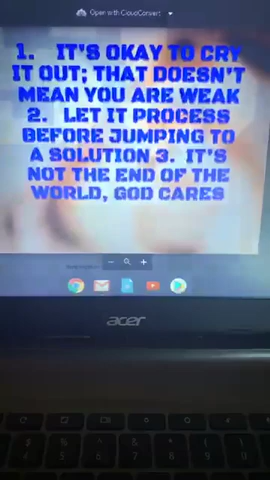 Open with CloudConvert
1. IT'S OKAY TO CRY
IT OUT; THAT DOESN'T
MEAN YOU ARE WEAK
2. LET IT PROCESS
BEFORE JUMPING TO
A SOLUTION 3. IT'S
NOT THE END OF THE
WORLD, GOD CARES
acer